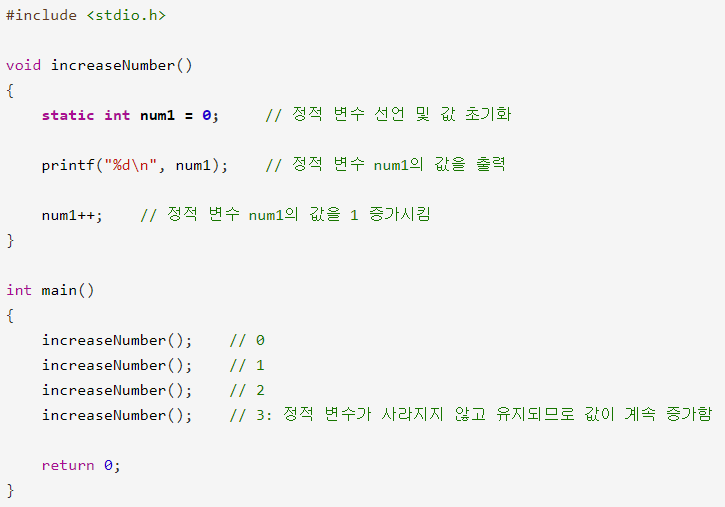 #include <stdio.h>
void increaseNumber()
{
static int num1 = 0;     // 정적 변수 선언 및 값 초기화
printf("%d\n", num1);    // 정적 변수 num1의 값을 출력
num1++;    // 정적 변수 num1의 값을 1 증가시킴
}
int main()
{
increaseNumber();    // 0
increaseNumber();    // 1
increaseNumber();    // 2
increaseNumber();    // 3: 정적 변수가 사라지지 않고 유지되므로 값이 계속 증가함
return 0;
}